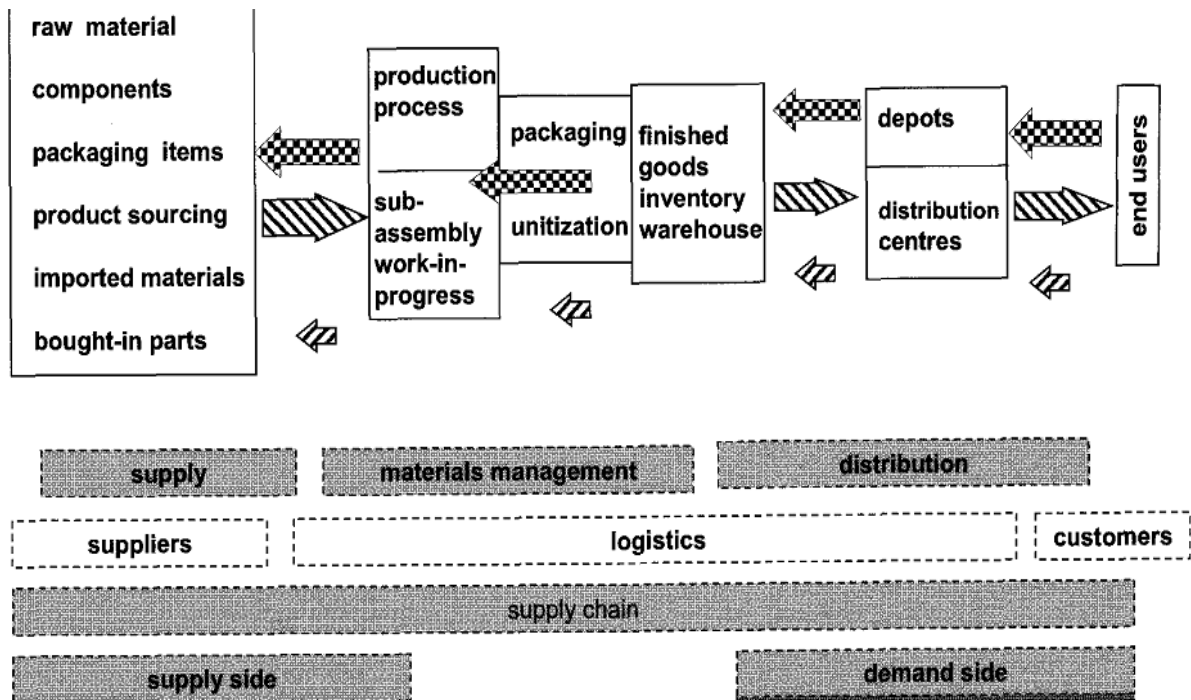 raw material
components
packaging items
product sourcing
imported materials
bought-in parts
production
process
sub-
assembly
work-in-
progress
packaging
unitization
finished
goods
inventory
warehouse
depots
distribution
centres
end users
supply
materials management
distribution
suppliers
logistics
customers
supply chain
supply side
demand side